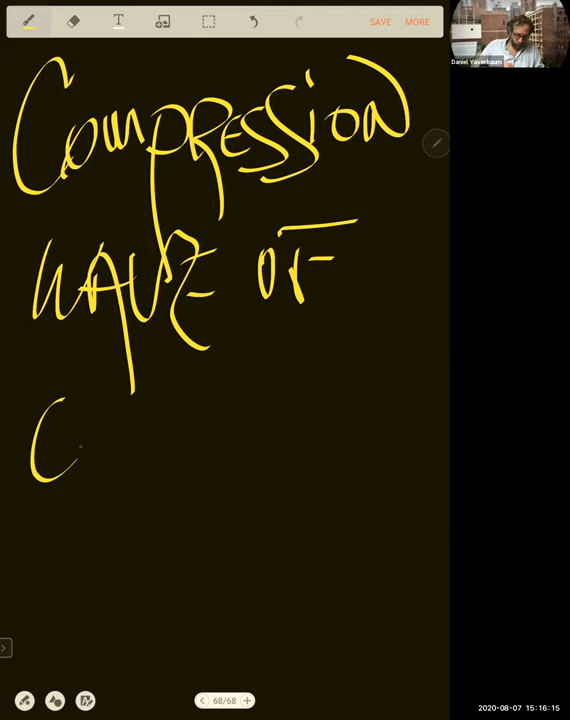 SAVE MORE
Daniel Yaverbaum
COMPRESSION
WAVE OF
C
68/68
2020-08-07 15:16:15